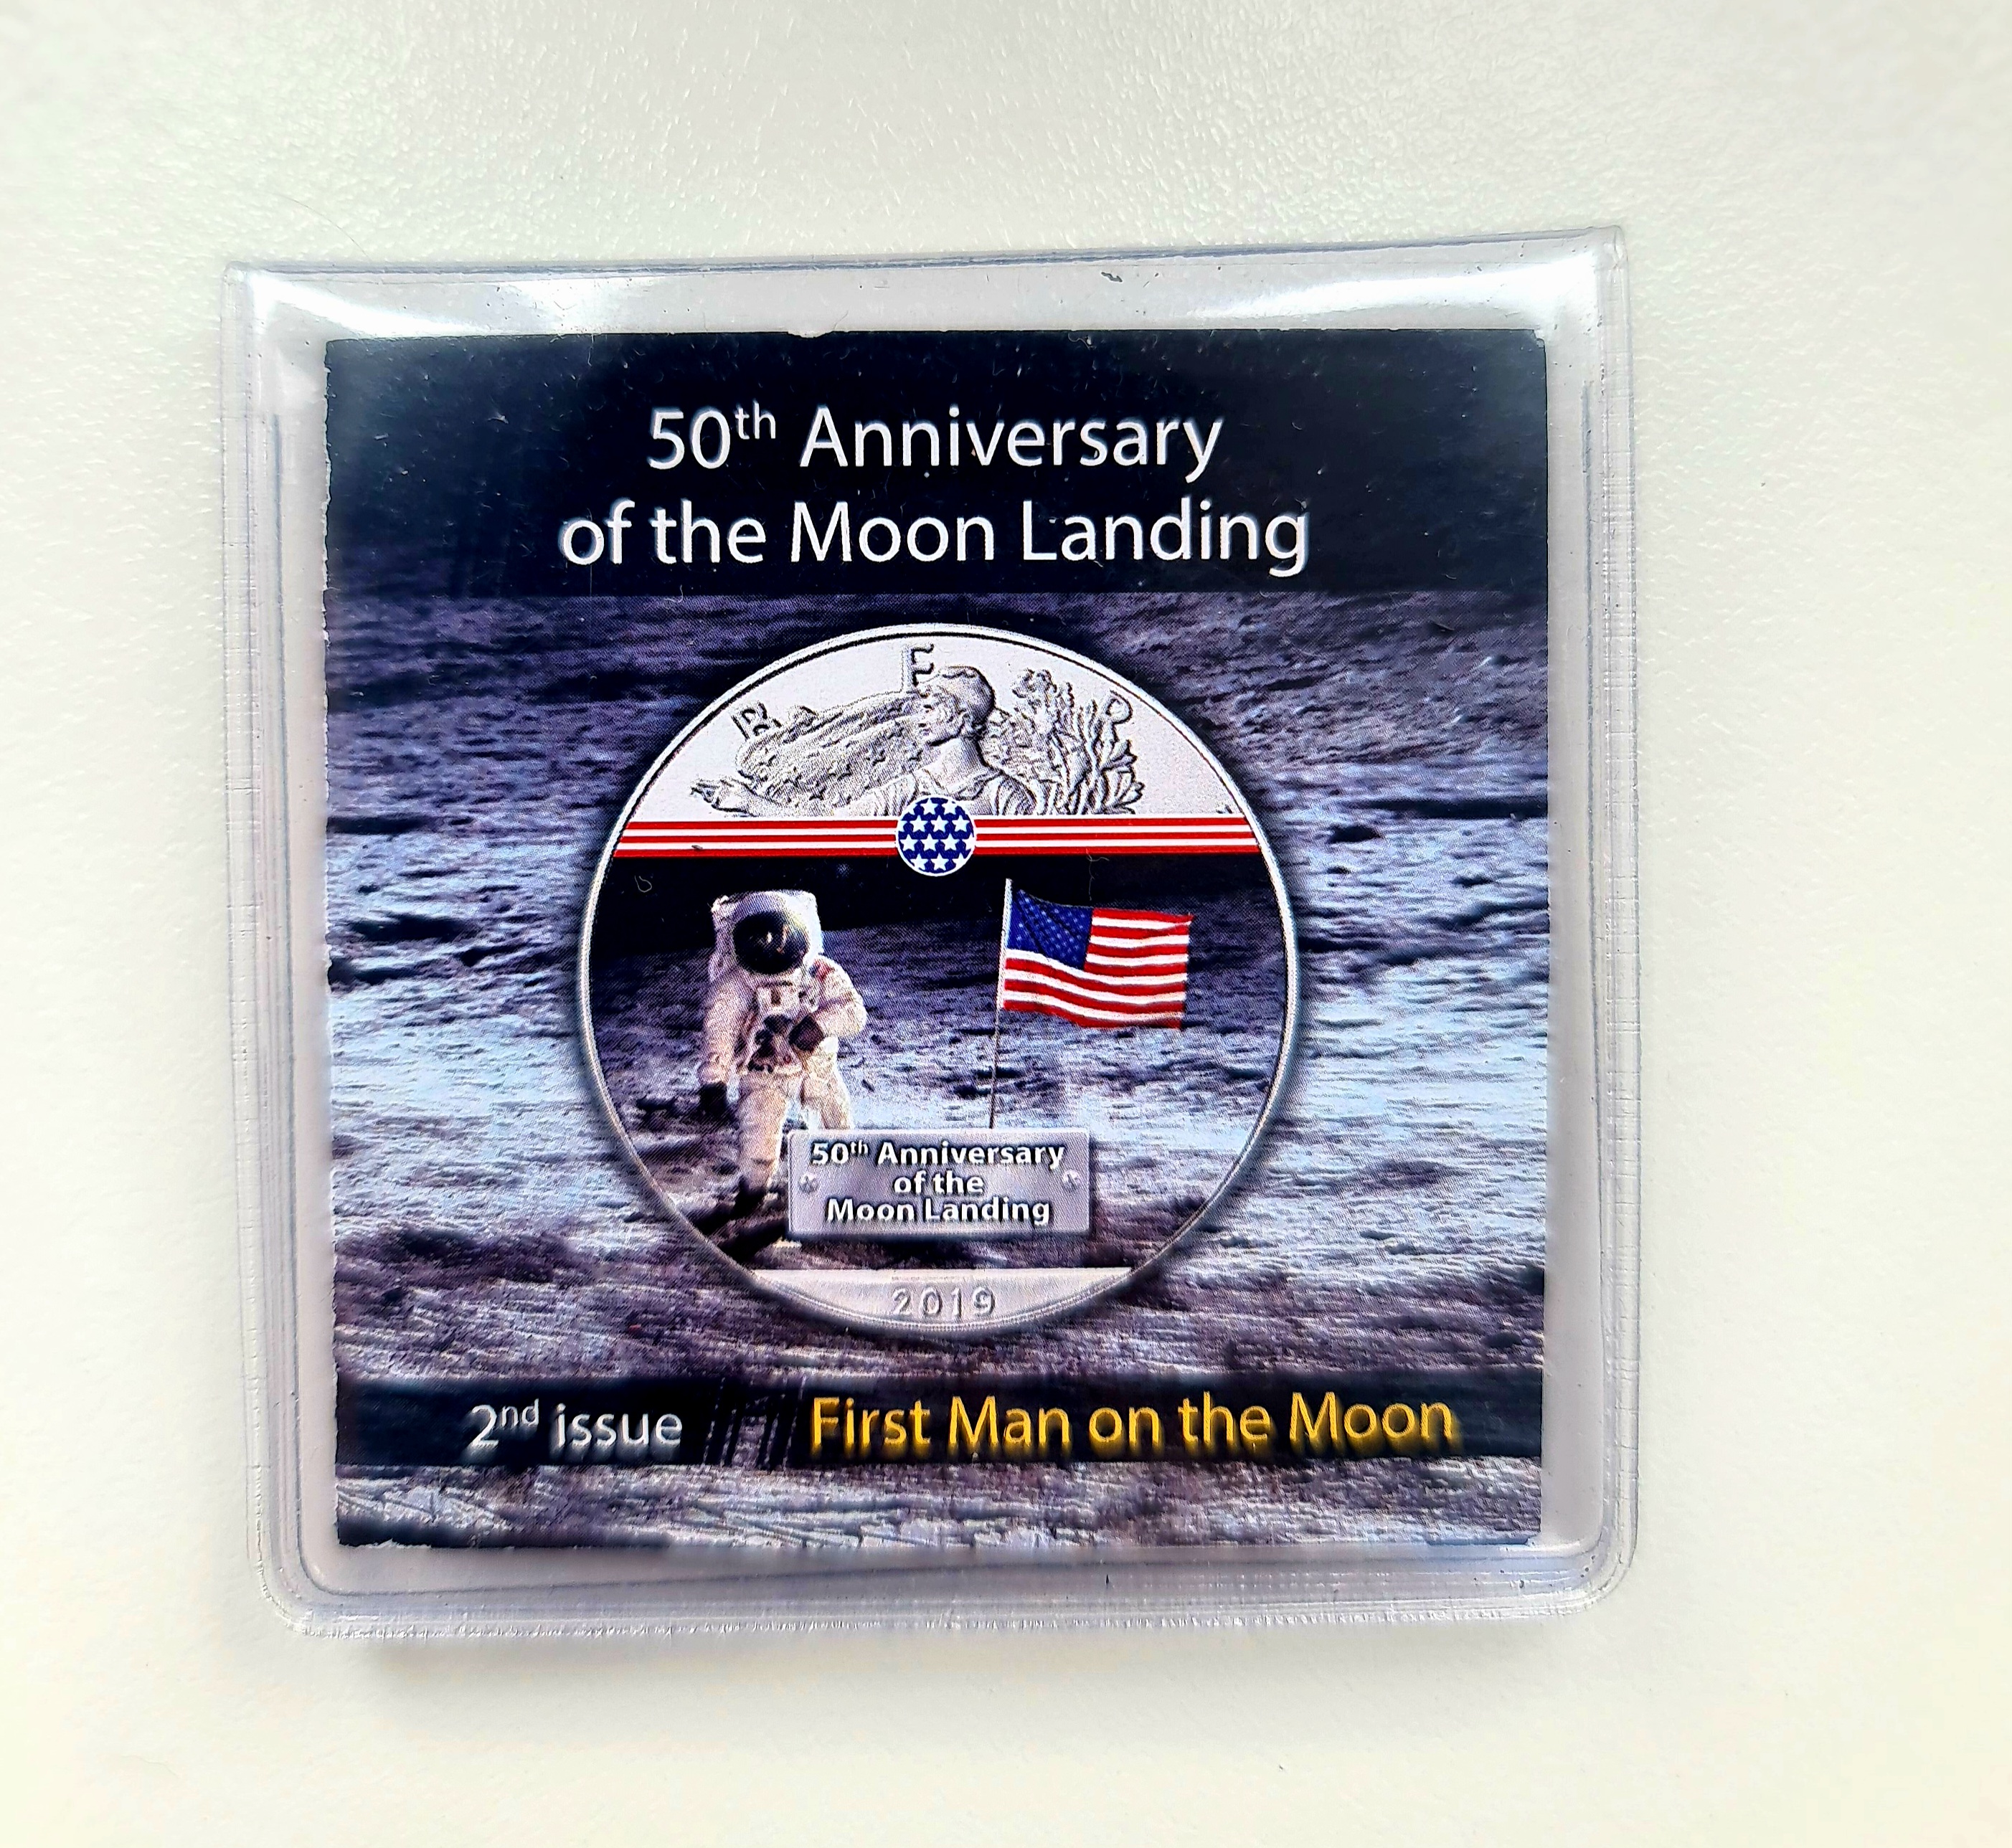 50th Anniversary
of the Moon Landing
E
R
50th Anniversary
of the
Moon Landing
2019
2nd issue First Man on the Moon